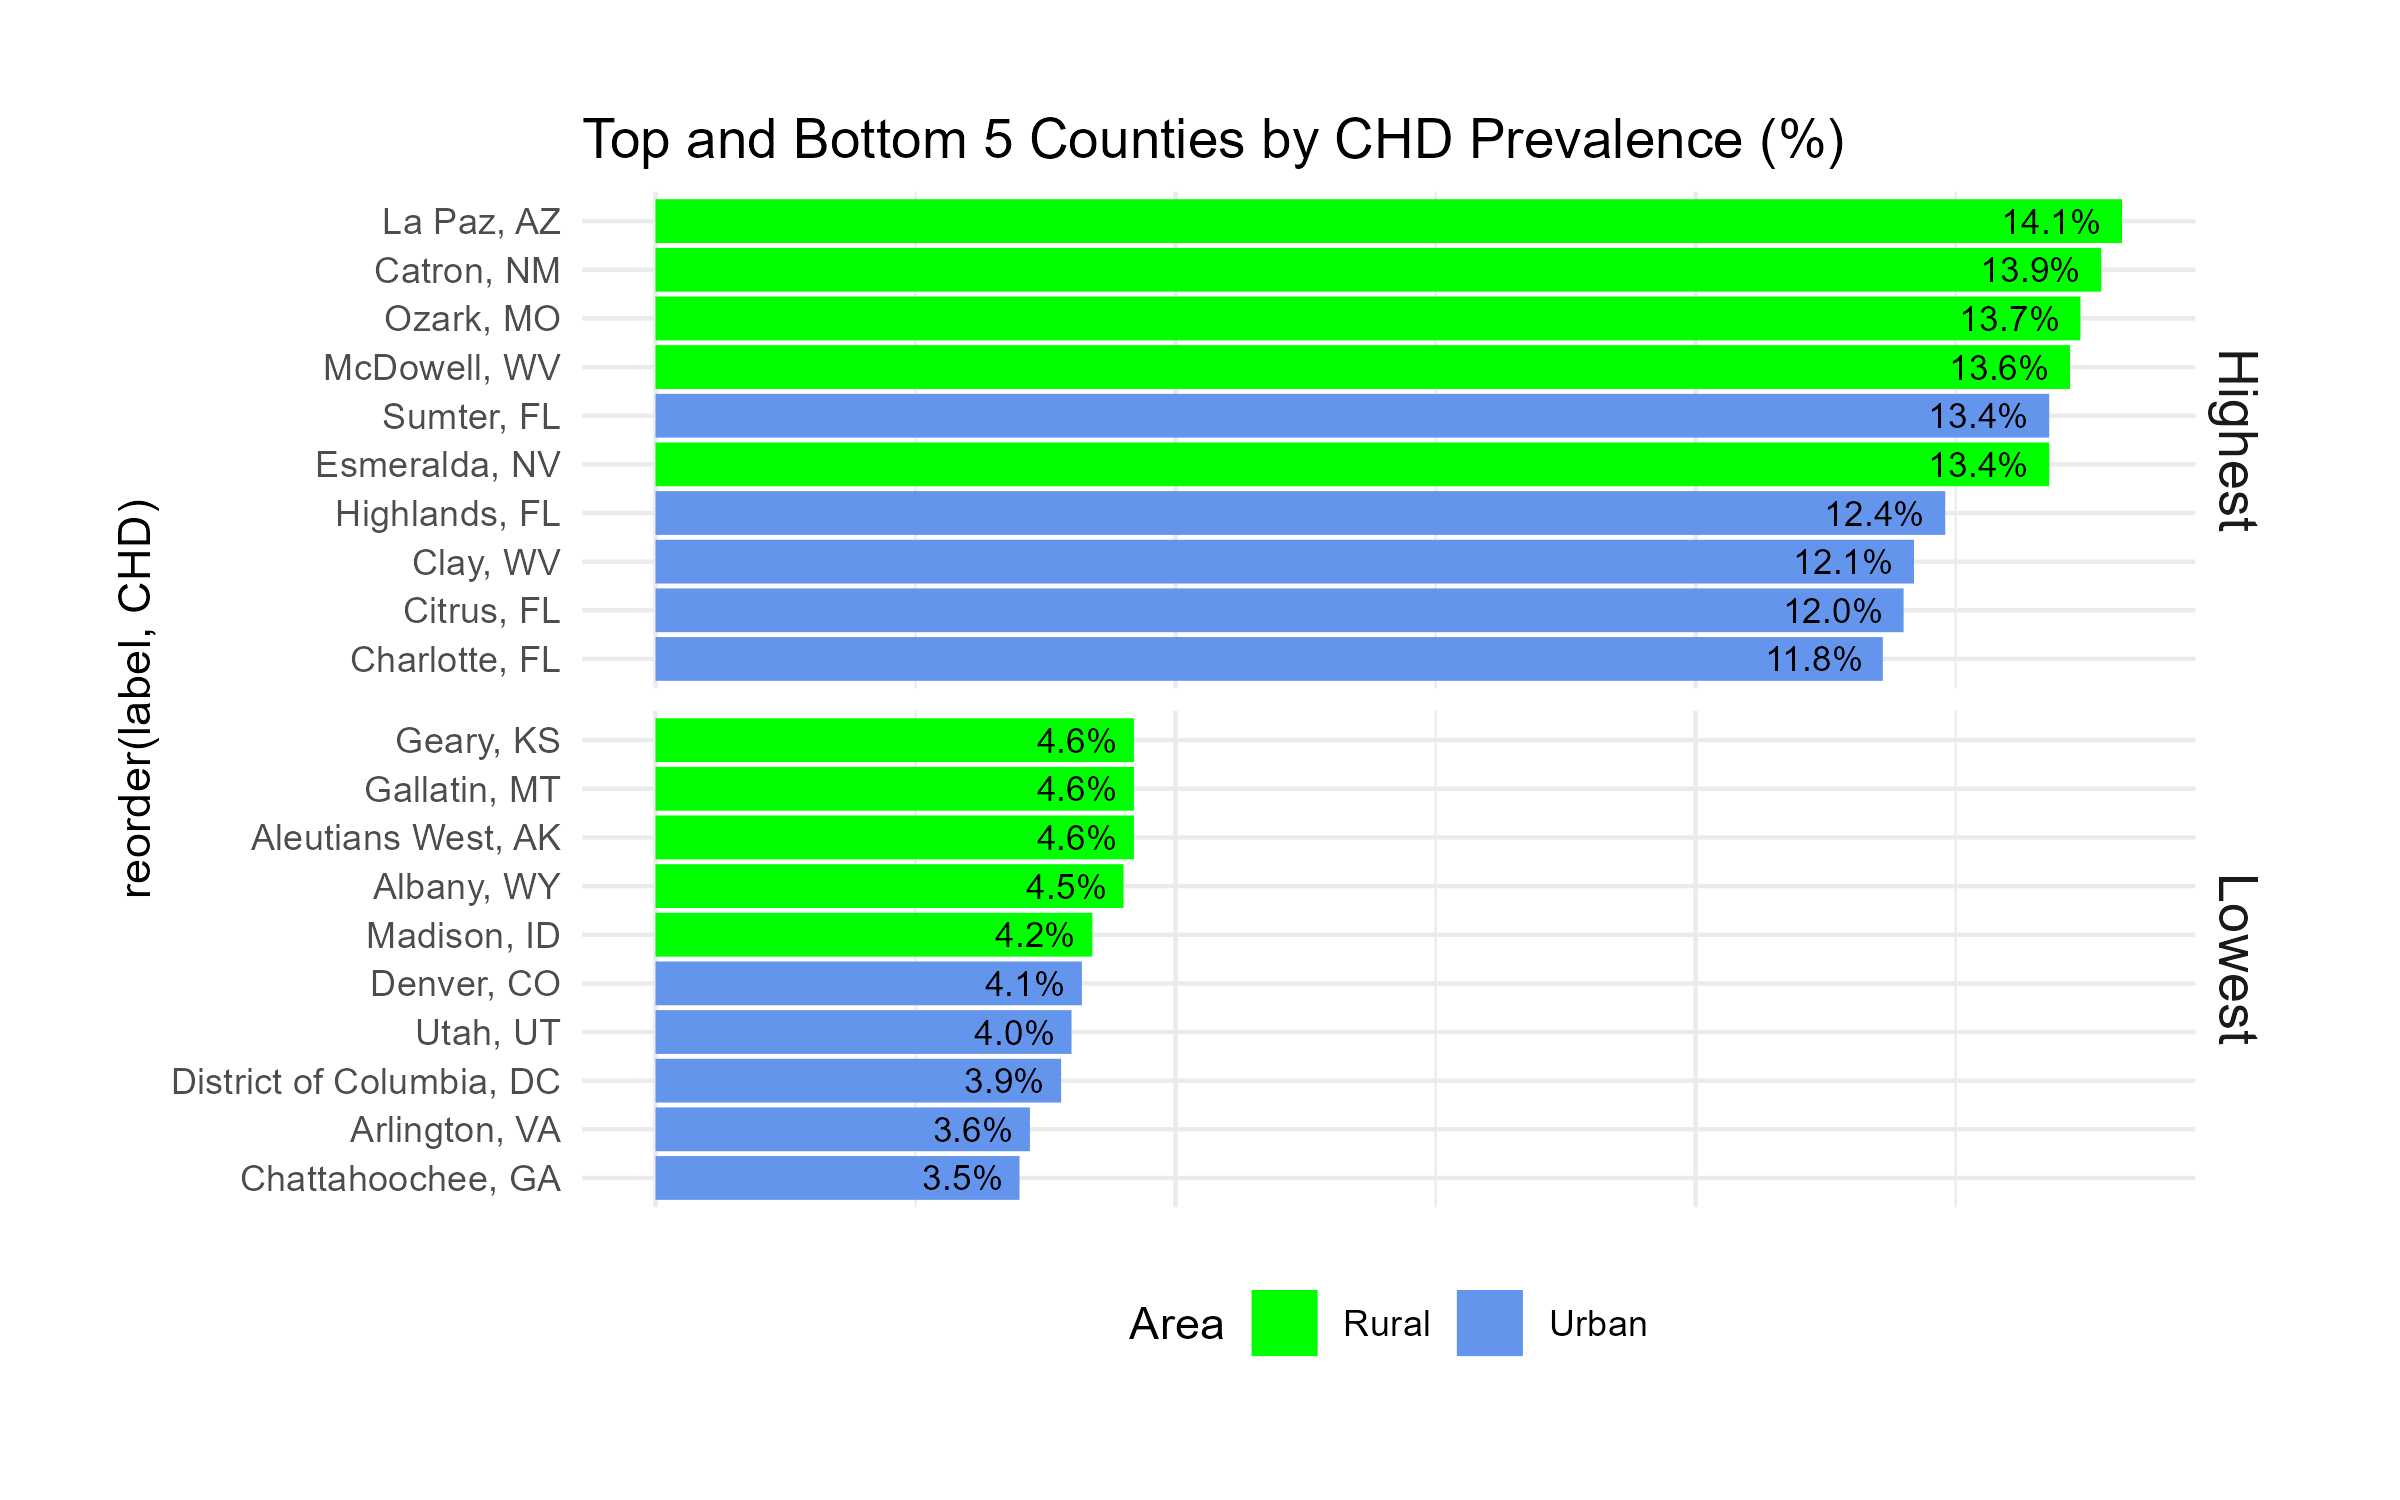 Top and Bottom 5 Counties by CHD Prevalence (%)
reorder(label, CHD)
Highest
La Paz, AZ 14.1%
Catron, NM 13.9%
Ozark, MO 13.7%
McDowell, WV 13.6%
Sumter, FL 13.4%
Esmeralda, NV 13.4%
Highlands, FL 12.4%
Clay, WV 12.1%
Citrus, FL 12.0%
Charlotte, FL 11.8%
Lowest
Geary, KS 4.6%
Gallatin, MT 4.6%
Aleutians West, AK 4.6%
Albany, WY 4.5%
Madison, ID 4.2%
Denver, CO 4.1%
Utah, UT 4.0%
District of Columbia, DC 3.9%
Arlington, VA 3.6%
Chattahoochee, GA 3.5%
Area Rural Urban